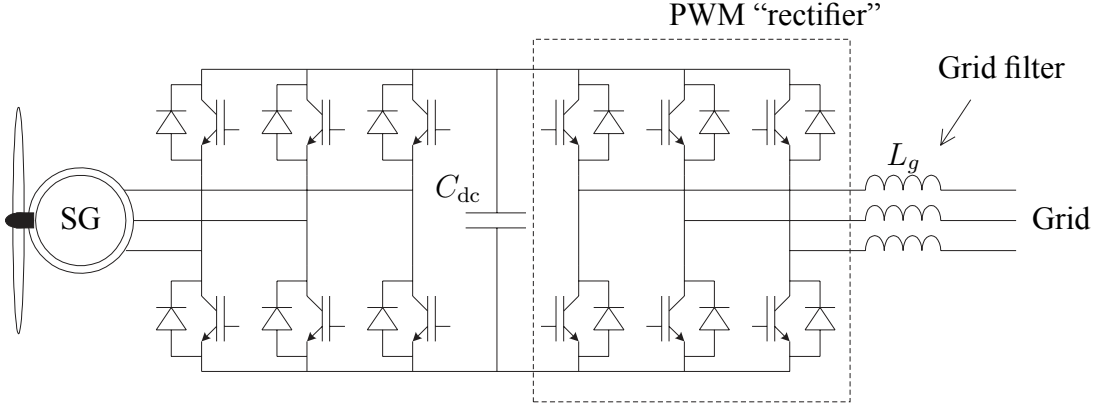 PWM “rectifier”
Grid filter
L_g
C_dc
SG
Grid